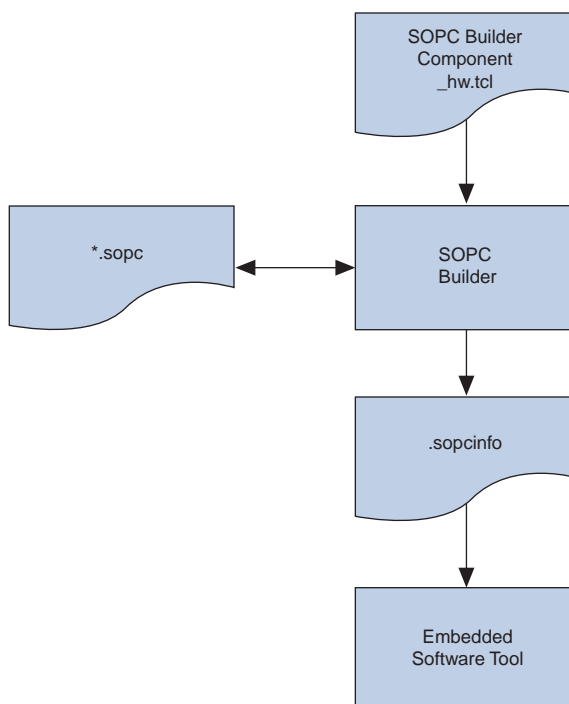 SOPC Builder
Component
_hw.tcl
*.sopc
SOPC
Builder
.sopcinfo
Embedded
Software Tool